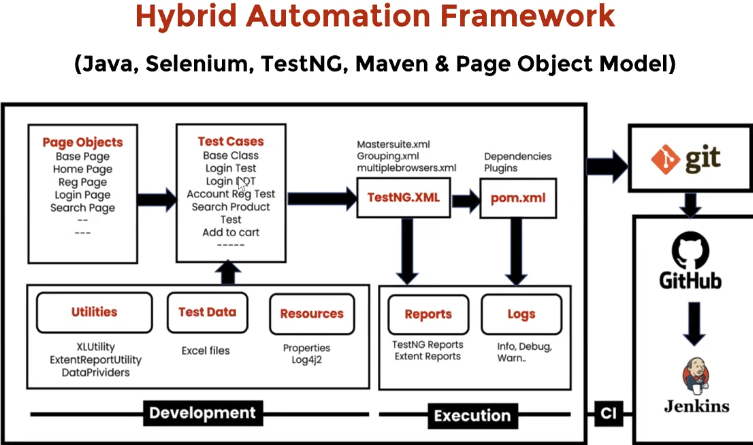 Hybrid Automation Framework
(Java, Selenium, TestNG, Maven & Page Object Model)
Page Objects
Base Page
Home Page
Reg Page
Login Page
Search Page
--
---
Test Cases
Base Class
Login Test
Login DDT
Account Reg Test
Search Product
Test
Add to cart
-----
Mastersuite.xml
Grouping.xml
multiplebrowsers.xml
TestNG.XML
Dependencies
Plugins
pom.xml
git
GitHub
Jenkins
Utilities
XLUtility
ExtentReportUtility
DataPrividers
Test Data
Excel files
Resources
Properties
Log4j2
Reports
TestNG Reports
Extent Reports
Logs
Info, Debug,
Warn..
Development
Execution
CI